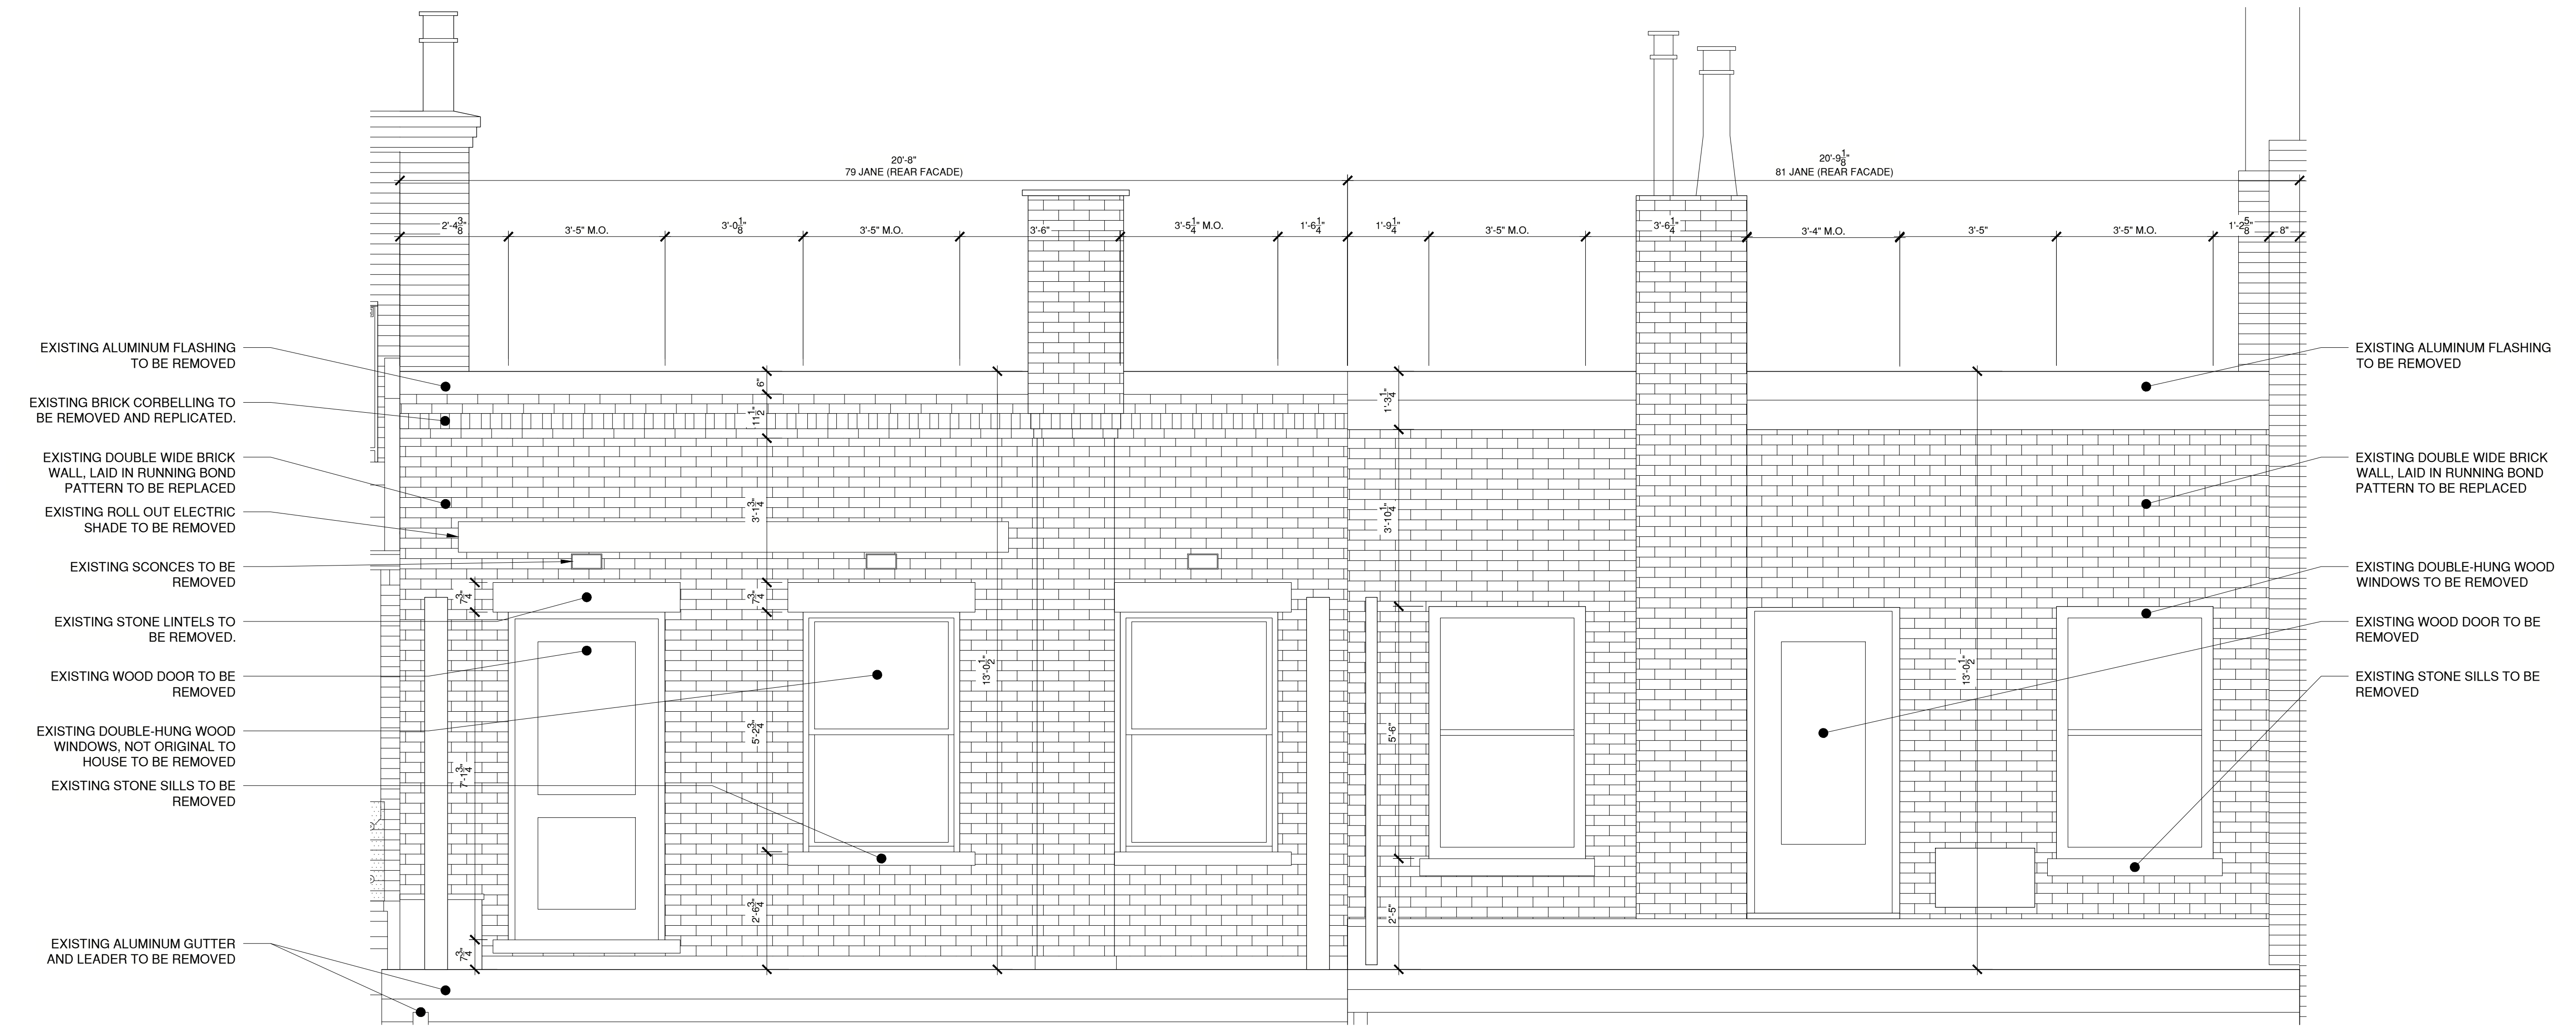 20'-8"
79 JANE (REAR FACADE)
20'-9 1/8"
81 JANE (REAR FACADE)
2'-4 3/8"
3'-5" M.O.
3'-0 1/8"
3'-5" M.O.
3'-6"
3'-5 1/4" M.O.
1'-6 1/4"
1'-9 1/4"
3'-5" M.O.
3'-6 1/4"
3'-4" M.O.
3'-5"
3'-5" M.O.
1'-2 5/8"
8"
EXISTING ALUMINUM FLASHING
TO BE REMOVED
EXISTING BRICK CORBELLING TO
BE REMOVED AND REPLICATED.
EXISTING DOUBLE WIDE BRICK
WALL, LAID IN RUNNING BOND
PATTERN TO BE REPLACED
EXISTING ROLL OUT ELECTRIC
SHADE TO BE REMOVED
EXISTING SCONCES TO BE
REMOVED
EXISTING STONE LINTELS TO
BE REMOVED.
EXISTING WOOD DOOR TO BE
REMOVED
EXISTING DOUBLE-HUNG WOOD
WINDOWS, NOT ORIGINAL TO
HOUSE TO BE REMOVED
EXISTING STONE SILLS TO BE
REMOVED
EXISTING ALUMINUM GUTTER
AND LEADER TO BE REMOVED
7 3/4"
7'-1 3/4"
7 3/4"
6"
11 1/2"
3'-1 3/4"
7 3/4"
5'-2 3/4"
2'-6 3/4"
13'-0 1/2"
1'-3 1/4"
3'-10 1/4"
5'-6"
2'-5"
13'-0 1/2"
EXISTING ALUMINUM FLASHING
TO BE REMOVED
EXISTING DOUBLE WIDE BRICK
WALL, LAID IN RUNNING BOND
PATTERN TO BE REPLACED
EXISTING DOUBLE-HUNG WOOD
WINDOWS TO BE REMOVED
EXISTING WOOD DOOR TO BE
REMOVED
EXISTING STONE SILLS TO BE
REMOVED